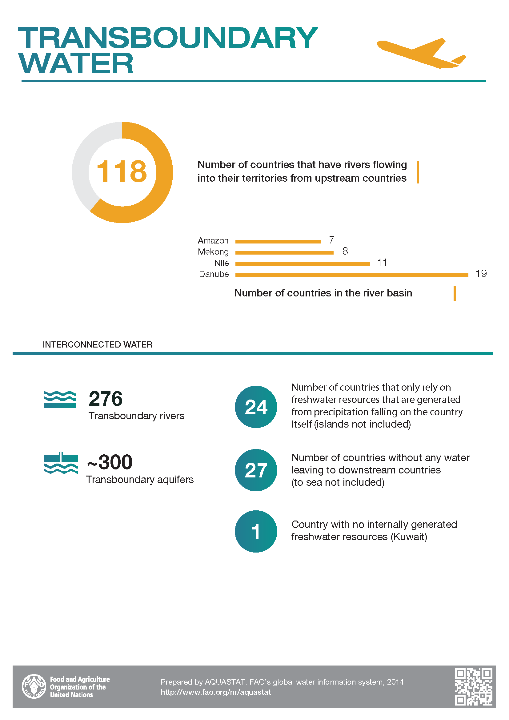 TRANSBOUNDARY
WATER
118
Number of countries that have rivers flowing
into their territories from upstream countries
Amazon 7
Mekong 8
Nile 11
Danube 19
Number of countries in the river basin
INTERCONNECTED WATER
276
Transboundary rivers
~300
Transboundary aquifers
24
Number of countries that only rely on
freshwater resources that are generated
from precipitation falling on the country
itself (islands not included)
27
Number of countries without any water
leaving to downstream countries
(to sea not included)
1
Country with no internally generated
freshwater resources (Kuwait)
Food and Agriculture
Organization of the
United Nations
Prepared by AQUASTAT, FAO's global water information system, 2014
http://www.fao.org/nr/aquastat